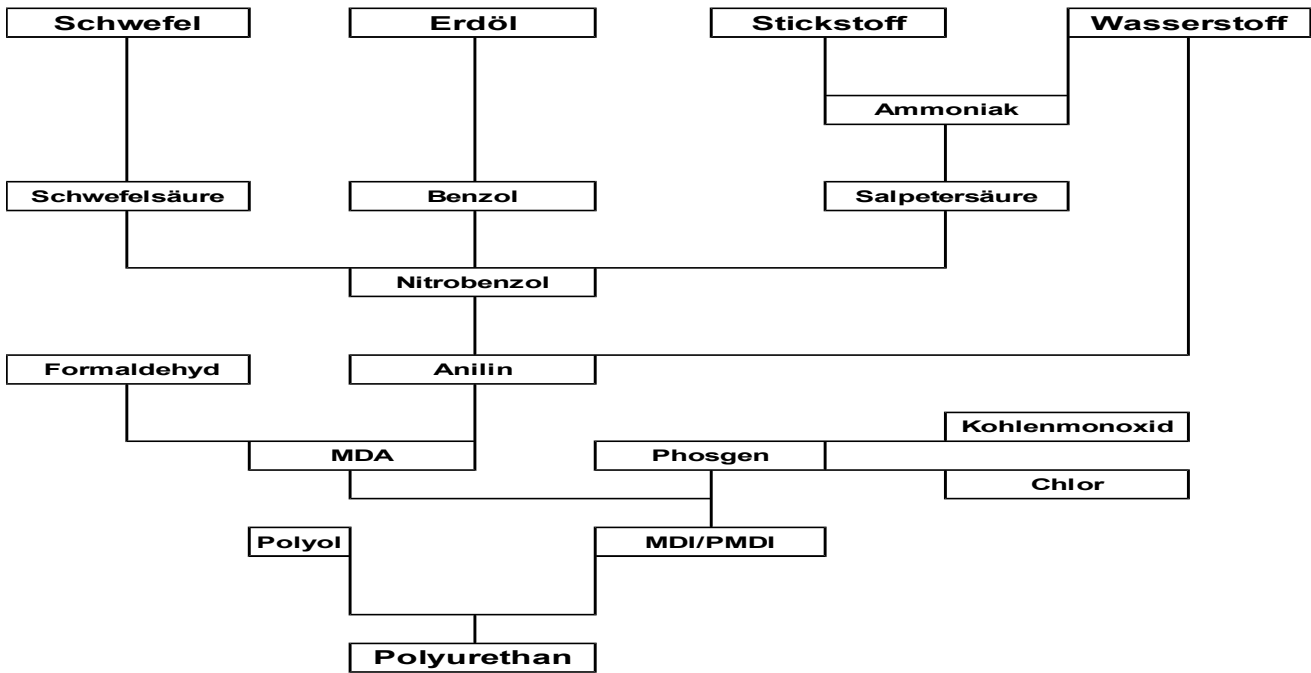 Schwefel
Erdöl
Stickstoff
Wasserstoff
Ammoniak
Schwefelsäure
Benzol
Salpetersäure
Nitrobenzol
Formaldehyd
Anilin
Kohlenmonoxid
MDA
Phosgen
Chlor
Polyol
MDI/PMDI
Polyurethan